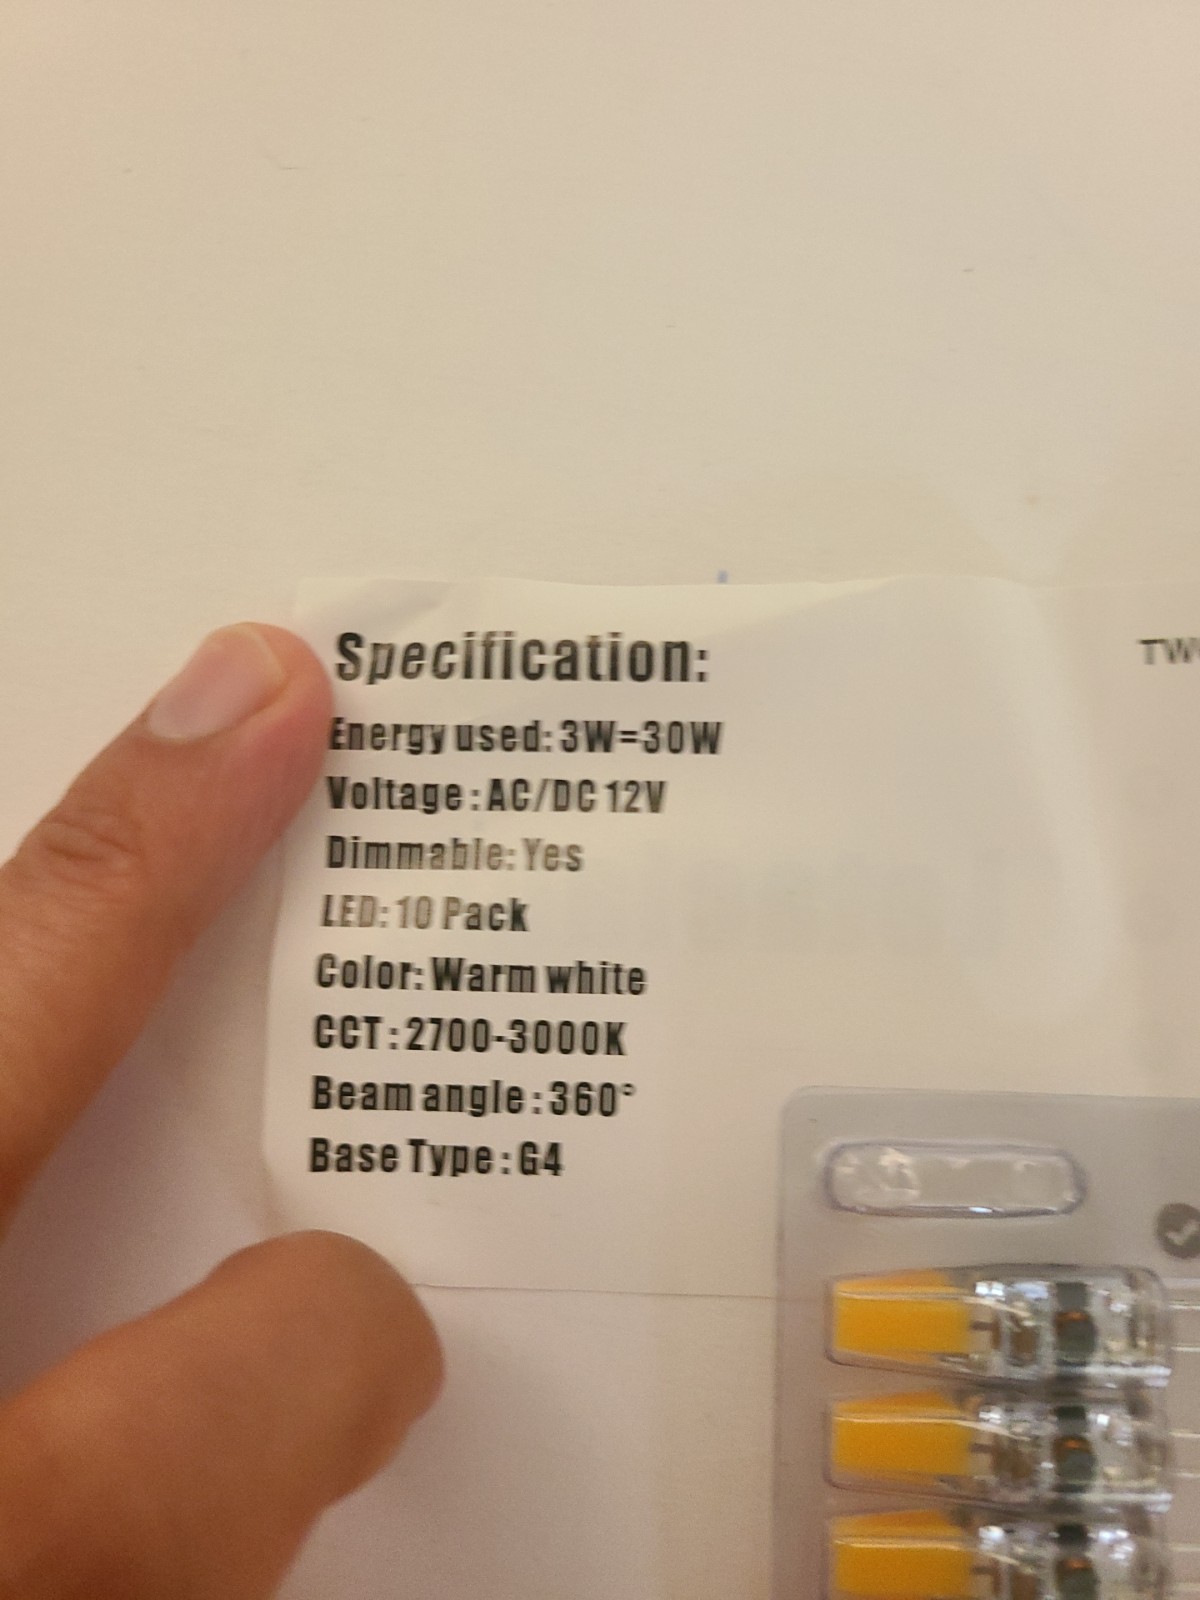 Specification:
Energy used: 3W=30W
Voltage: AC/DC 12V
Dimmable: Yes
LED: 10 Pack
Color: Warm white
CCT: 2700-3000K
Beam angle: 360°
Base Type: G4